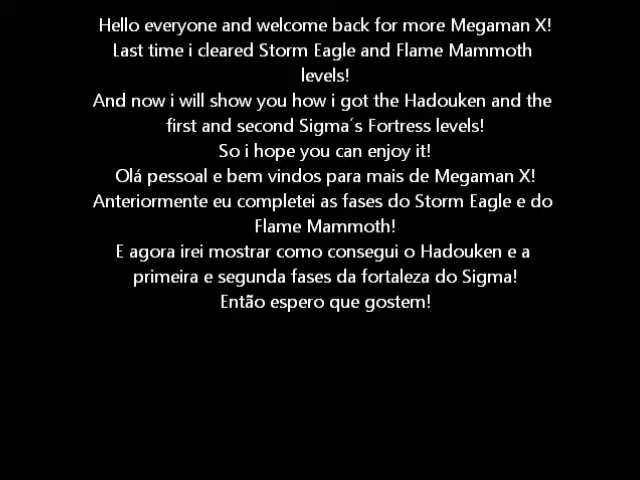 Hello everyone and welcome back for more Megaman X!
Last time i cleared Storm Eagle and Flame Mammoth
levels!
And now i will show you how i got the Hadouken and the
first and second Sigma´s Fortress levels!
So i hope you can enjoy it!
Olá pessoal e bem vindos para mais de Megaman X!
Anteriormente eu completei as fases do Storm Eagle e do
Flame Mammoth!
E agora irei mostrar como consegui o Hadouken e a
primeira e segunda fases da fortaleza do Sigma!
Então espero que gostem!